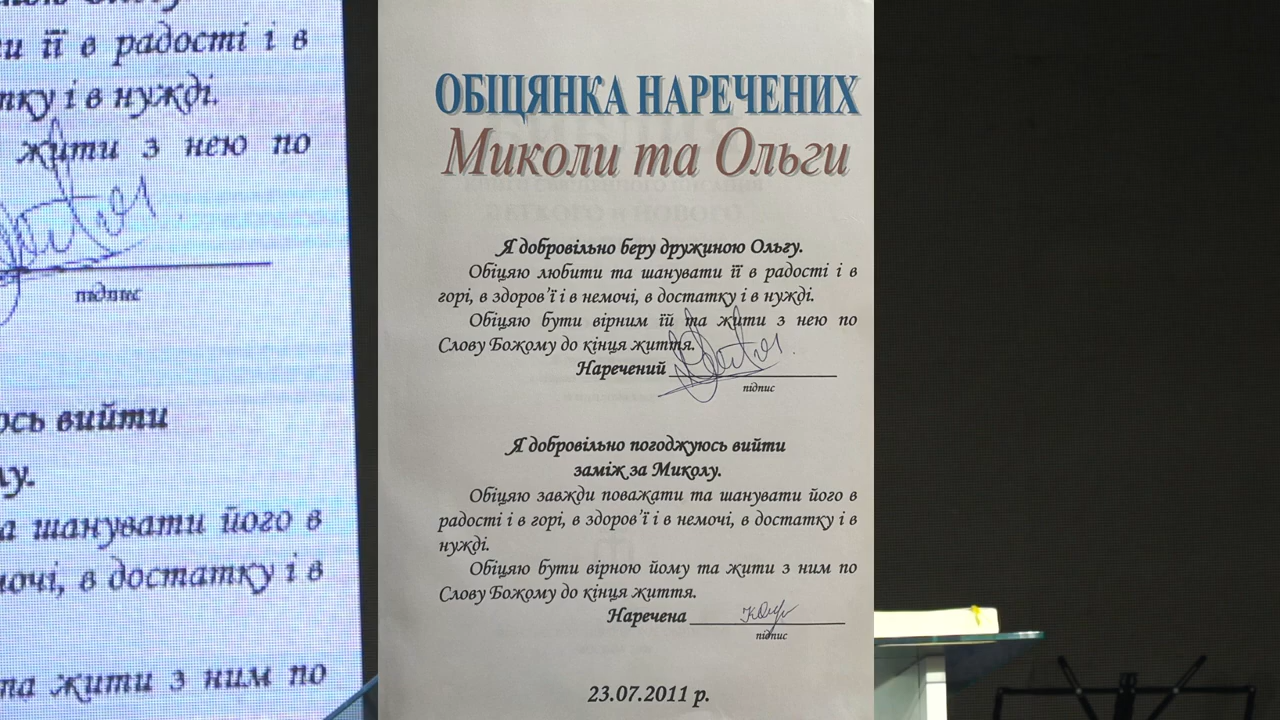 ти її в радості і в
тку і в нужді.
жити з нею по
підпис
ось вийти
лу.
а шанувати його в
мочі, в достатку і в
та жити з ним по
ОБІЦЯНКА НАРЕЧЕНИХ
Миколи та Ольги
Я добровільно беру дружиною Ольгу.
Обіцяю любити та шанувати її в радості і в
горі, в здоров'ї і в немочі, в достатку і в нужді.
Обіцяю бути вірним їй та жити з нею по
Слову Божому до кінця життя.
Наречений
підпис
Я добровільно погоджуюсь вийти
заміж за Миколу.
Обіцяю завжди поважати та шанувати його в
радості і в горі, в здоров'ї і в немочі, в достатку і в
нужді.
Обіцяю бути вірною йому та жити з ним по
Слову Божому до кінця життя.
Наречена
підпис
23.07.2011 р.